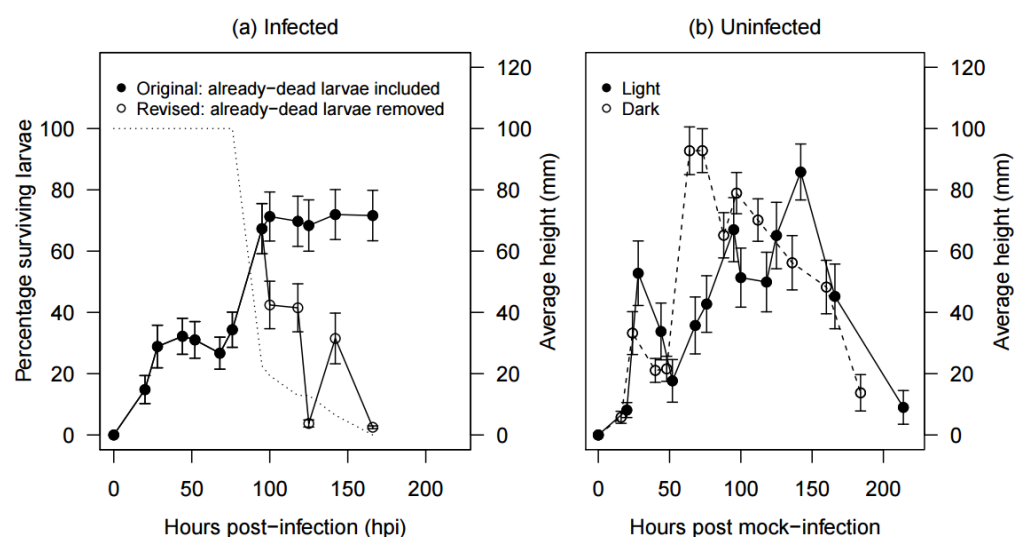 (a) Infected
Original: already−dead larvae included
Revised: already−dead larvae removed
Percentage surviving larvae
0
20
40
60
80
100
0
20
40
60
80
100
120
Average height (mm)
0
50
100
150
200
Hours post−infection (hpi)
(b) Uninfected
Light
Dark
0
20
40
60
80
100
120
Average height (mm)
0
50
100
150
200
Hours post mock−infection